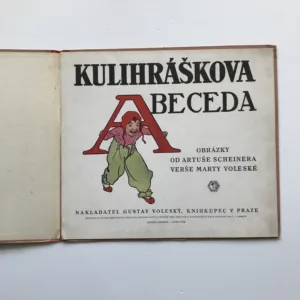 KULIHRÁŠKOVA
ABECEDA
OBRÁZKY
OD ARTUŠE SCHEINERA
VERŠE MARTY VOLESKÉ
NAKLADATEL GUSTAV VOLESKÝ, KNIHKUPEC V PRAZE